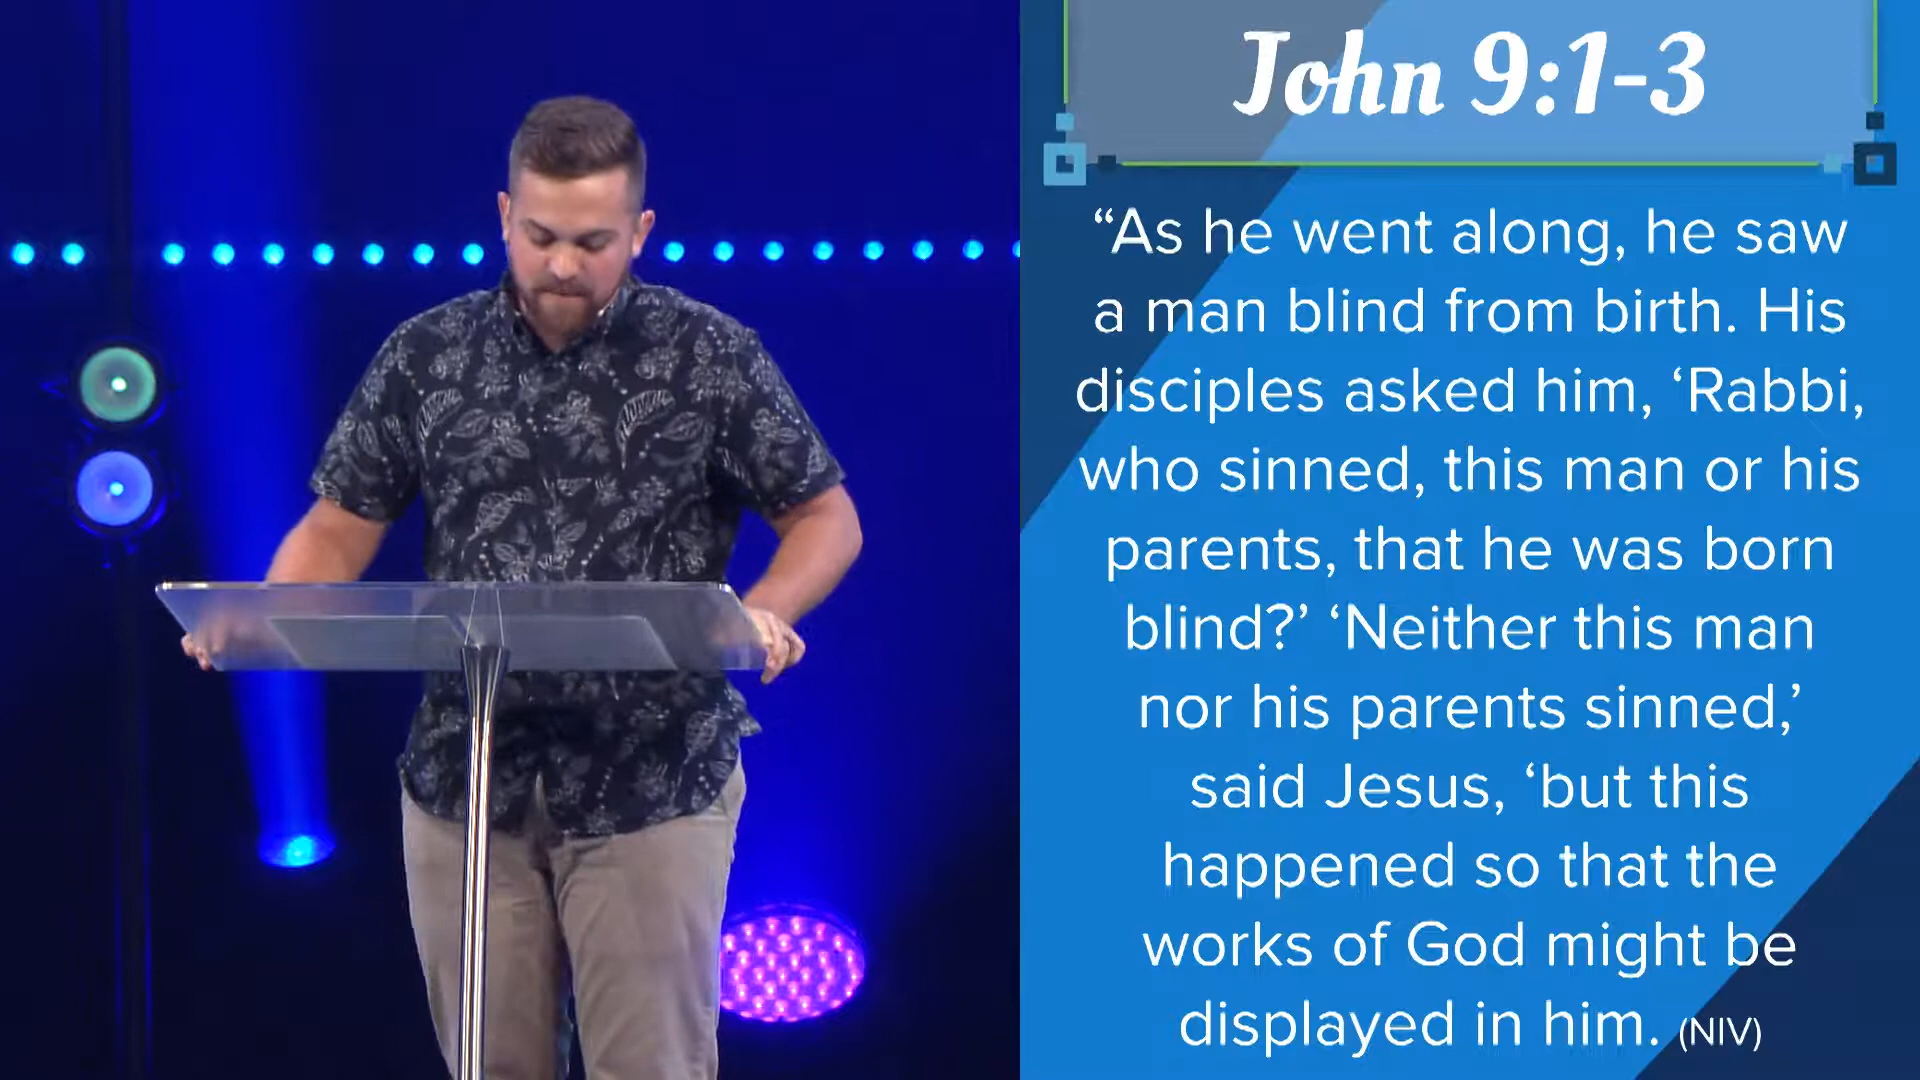 John 9:1-3
“As he went along, he saw
a man blind from birth. His
disciples asked him, ‘Rabbi,
who sinned, this man or his
parents, that he was born
blind?’ ‘Neither this man
nor his parents sinned,’
said Jesus, ‘but this
happened so that the
works of God might be
displayed in him. (NIV)